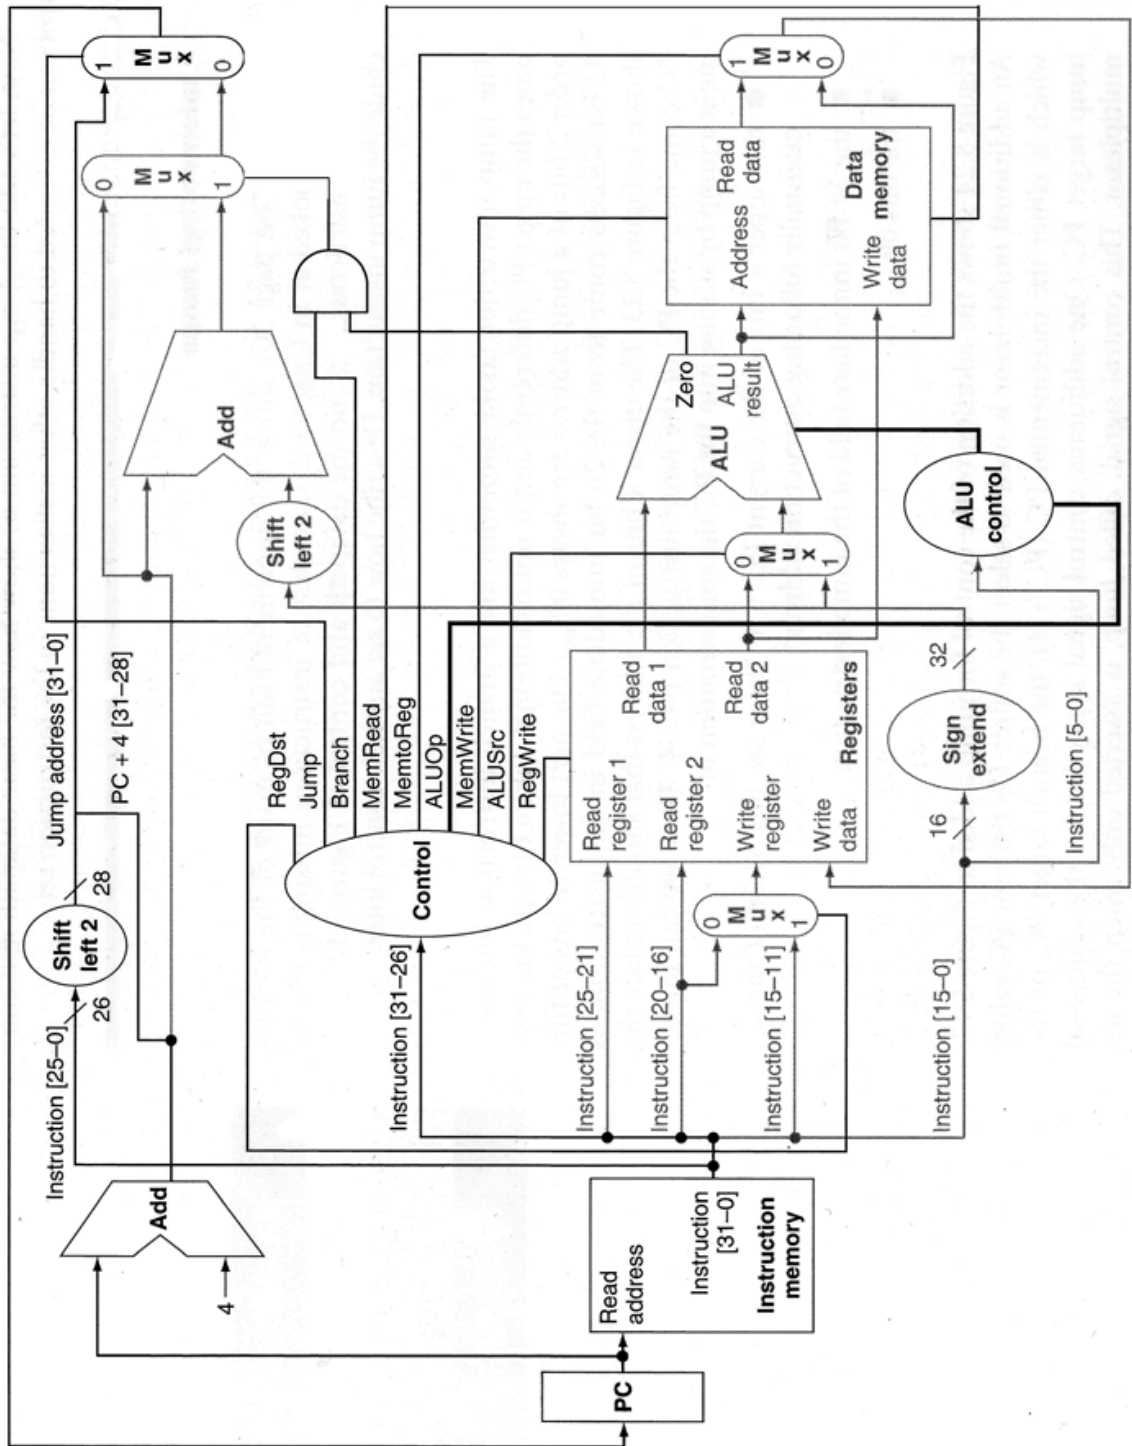 Jump address [31–0]
PC + 4 [31–28]
Instruction [25–0]
26
Shift
left 2
28
Add
4
PC
Read
address
Instruction
[31–0]
Instruction
memory
Instruction [31–26]
Instruction [25–21]
Instruction [20–16]
Instruction [15–11]
Instruction [15–0]
Instruction [5–0]
Control
RegDst
Jump
Branch
MemRead
MemtoReg
ALUOp
MemWrite
ALUSrc
RegWrite
0
M
u
x
1
Read
register 1
Read
register 2
Write
register
Write
data
Read
data 1
Read
data 2
Registers
16
Sign
extend
32
Shift
left 2
Add
0
M
u
x
1
Zero
ALU
ALU
result
ALU
control
0
M
u
x
1
1
M
u
x
0
Address
Read
data
Write
data
Data
memory
1
M
u
x
0